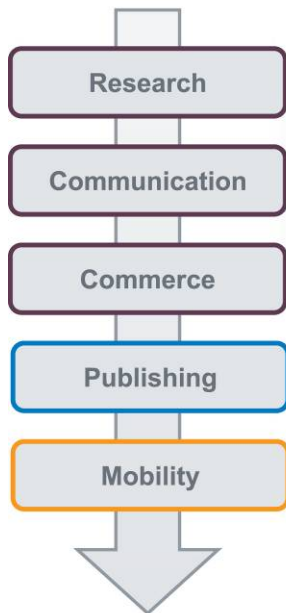 Research
Communication
Commerce
Publishing
Mobility